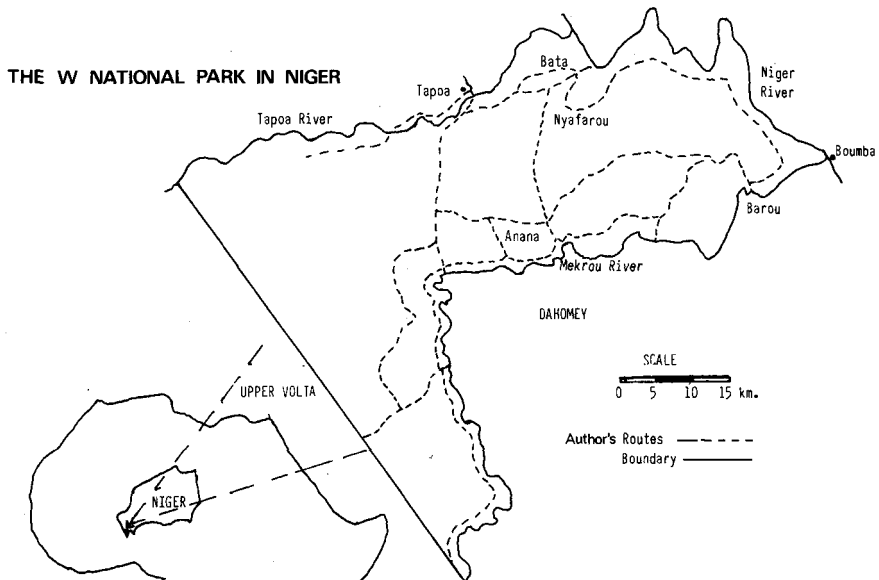 THE W NATIONAL PARK IN NIGER
Bata
Tapoa
Niger
River
Tapoa River
Nyafarou
Boumba
Barou
Anana
Mekrou River
DAHOMEY
UPPER VOLTA
SCALE
0 5 10 15 km.
Author's Routes
Boundary
NIGER